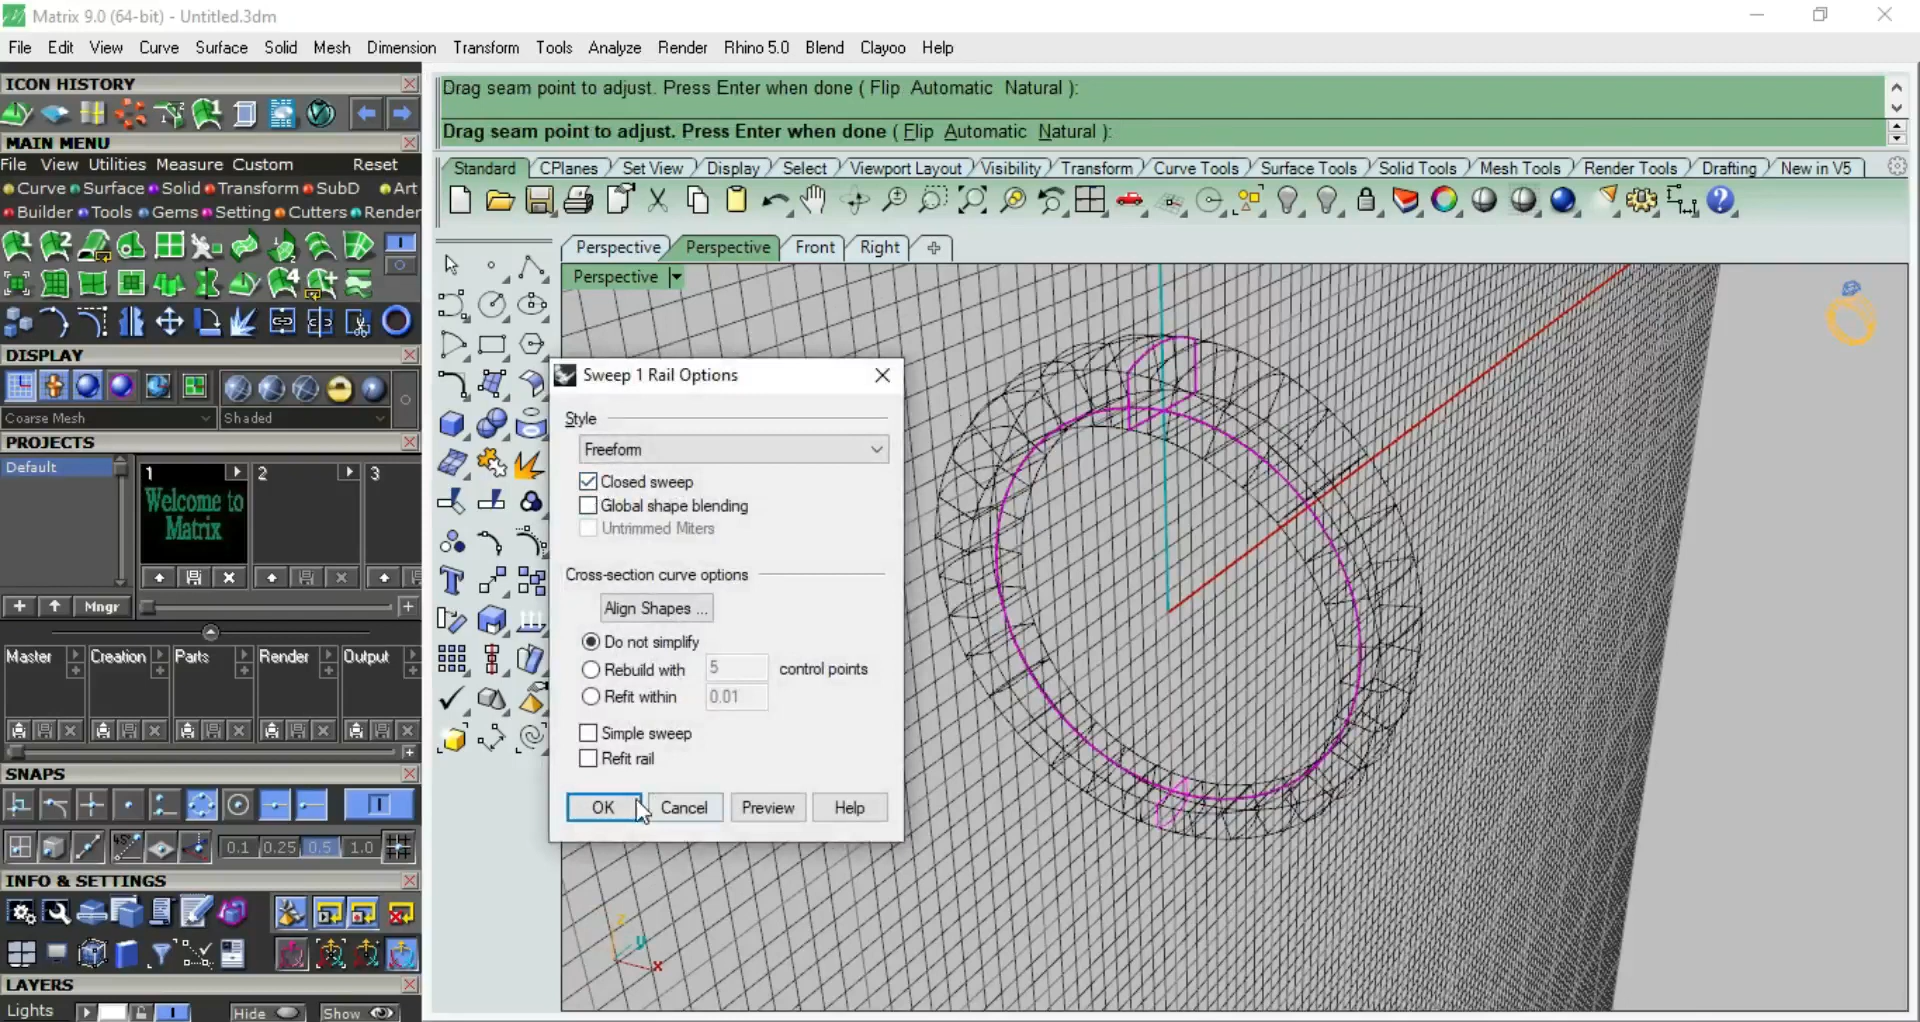 Matrix 9.0 (64-bit) - Untitled.3dm
File Edit View Curve Surface Solid Mesh Dimension Transform Tools Analyze Render Rhino 5.0 Blend Clayoo Help
ICON HISTORY
MAIN MENU
File View Utilities Measure Custom Reset
Curve Surface Solid Transform SubD Art
Builder Tools Gems Setting Cutters Render
DISPLAY
Coarse Mesh Shaded
PROJECTS
Default
1 2 3
Welcome to
Matrix
Mngr
Master Creation Parts Render Output
SNAPS
0.1 0.25 0.5 1.0
INFO & SETTINGS
LAYERS
Lights Hide Show
Drag seam point to adjust. Press Enter when done ( Flip Automatic Natural ):
Drag seam point to adjust. Press Enter when done ( Flip Automatic Natural ):
Standard CPlanes Set View Display Select Viewport Layout Visibility Transform Curve Tools Surface Tools Solid Tools Mesh Tools Render Tools Drafting New in V5
Perspective Perspective Front Right
Perspective
Sweep 1 Rail Options
Style
Freeform
Closed sweep
Global shape blending
Untrimmed Miters
Cross-section curve options
Align Shapes ...
Do not simplify
Rebuild with 5 control points
Refit within 0.01
Simple sweep
Refit rail
OK Cancel Preview Help
z
y
x